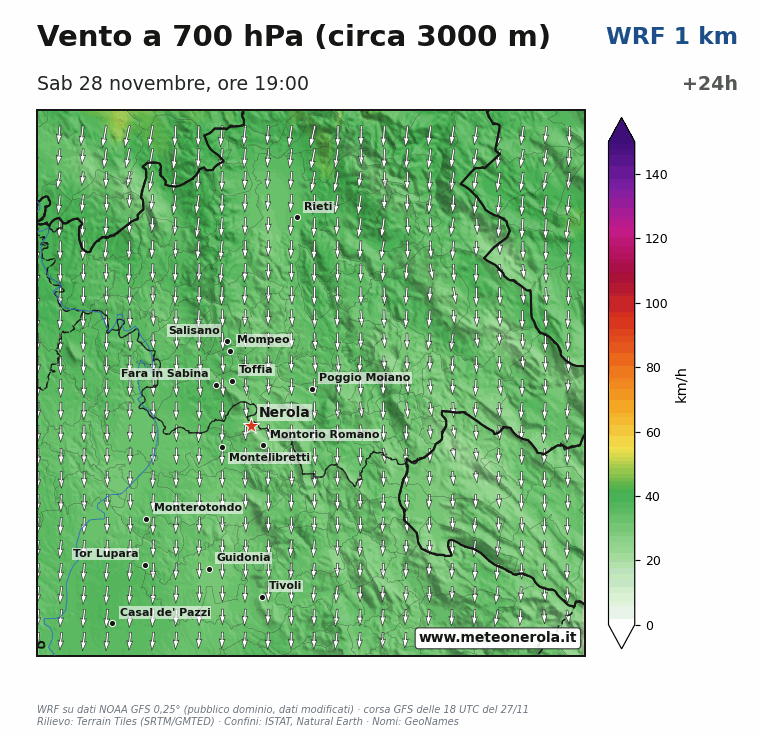 Vento a 700 hPa (circa 3000 m)
WRF 1 km
Sab 28 novembre, ore 19:00
+24h
Rieti
Salisano
Mompeo
Toffia
Fara in Sabina
Poggio Moiano
Nerola
Montorio Romano
Montelibretti
Monterotondo
Tor Lupara
Guidonia
Tivoli
Casal de' Pazzi
www.meteonerola.it
140
120
100
80
60
40
20
0
km/h
WRF su dati NOAA GFS 0,25° (pubblico dominio, dati modificati) · corsa GFS delle 18 UTC del 27/11
Rilievo: Terrain Tiles (SRTM/GMTED) · Confini: ISTAT, Natural Earth · Nomi: GeoNames